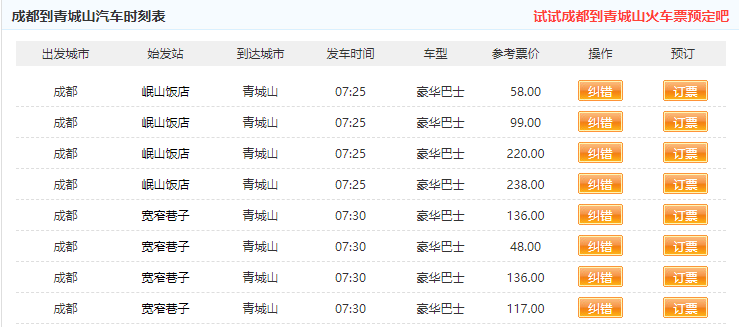 成都到青城山汽车时刻表 试试成都到青城山火车票预定吧
出发城市 始发站 到达城市 发车时间 车型 参考票价 操作 预订
成都 岷山饭店 青城山 07:25 豪华巴士 58.00 纠错 订票
成都 岷山饭店 青城山 07:25 豪华巴士 99.00 纠错 订票
成都 岷山饭店 青城山 07:25 豪华巴士 220.00 纠错 订票
成都 岷山饭店 青城山 07:25 豪华巴士 238.00 纠错 订票
成都 宽窄巷子 青城山 07:30 豪华巴士 136.00 纠错 订票
成都 宽窄巷子 青城山 07:30 豪华巴士 48.00 纠错 订票
成都 宽窄巷子 青城山 07:30 豪华巴士 136.00 纠错 订票
成都 宽窄巷子 青城山 07:30 豪华巴士 117.00 纠错 订票